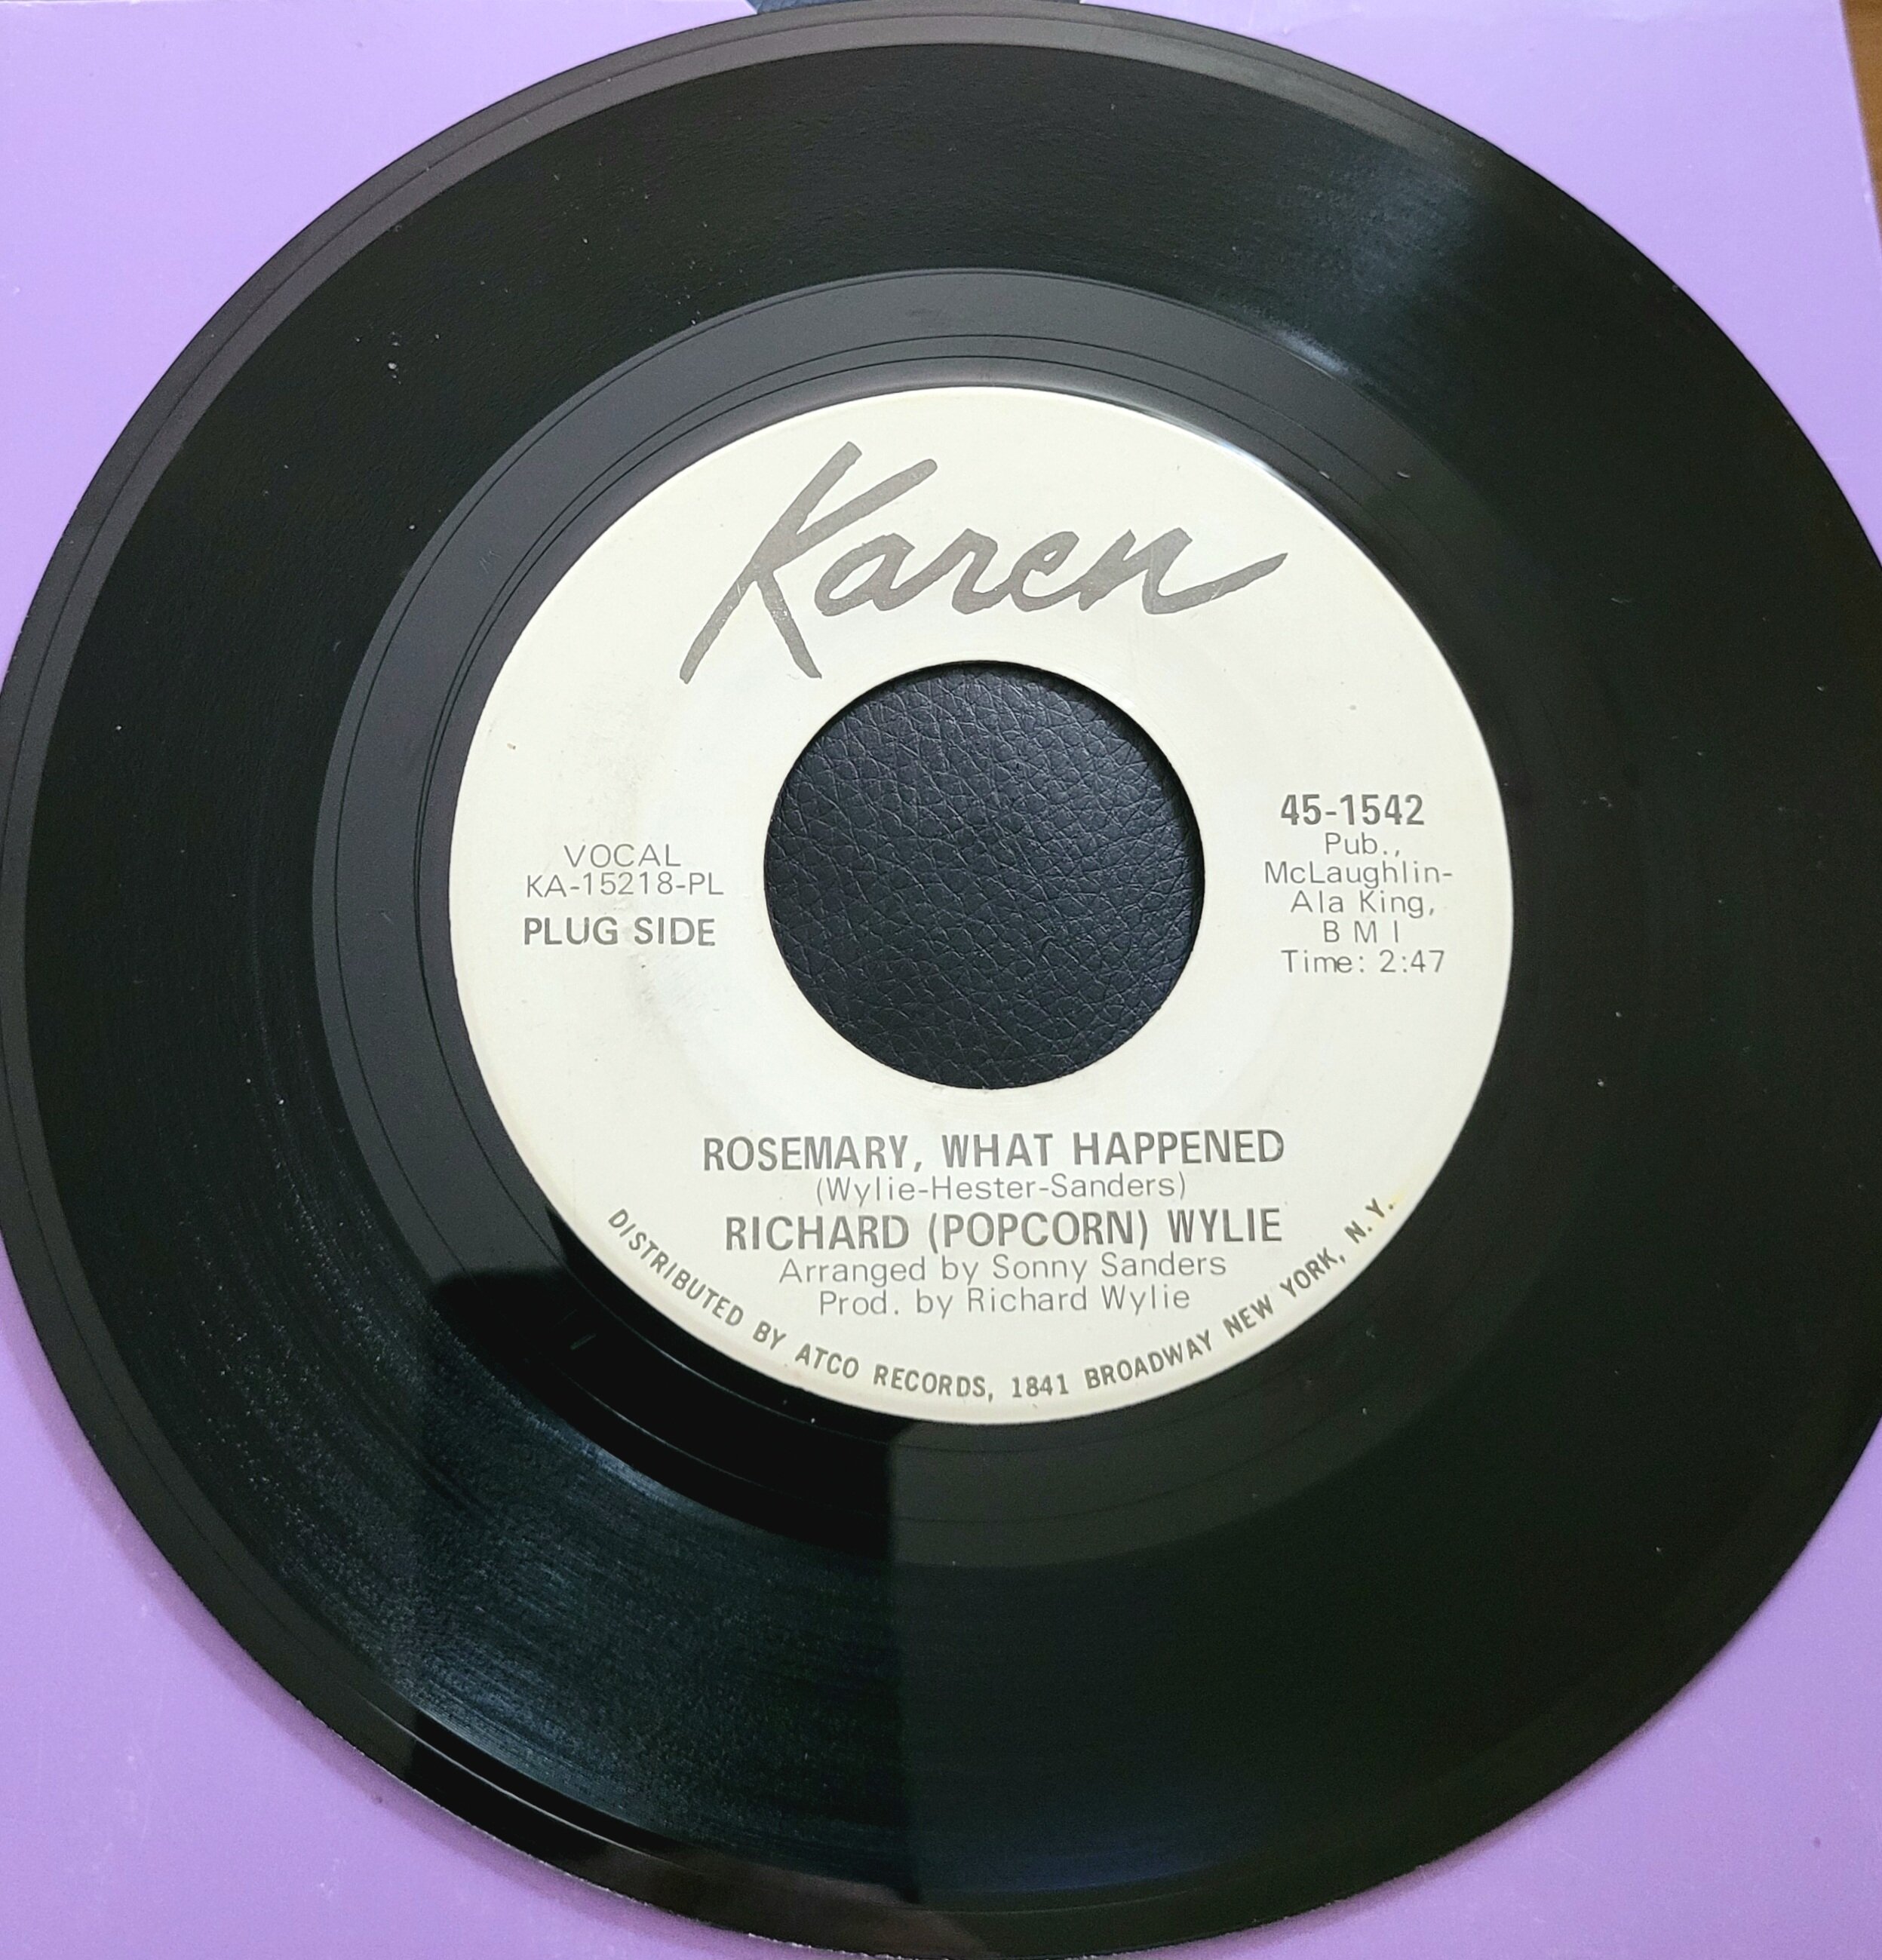 Karen
VOCAL
KA-15218-PL
PLUG SIDE
45-1542
Pub.,
McLaughlin-
Ala King,
B M I
Time: 2:47
ROSEMARY, WHAT HAPPENED
(Wylie-Hester-Sanders)
RICHARD (POPCORN) WYLIE
Arranged by Sonny Sanders
Prod. by Richard Wylie
DISTRIBUTED BY ATCO RECORDS, 1841 BROADWAY NEW YORK, N.Y.